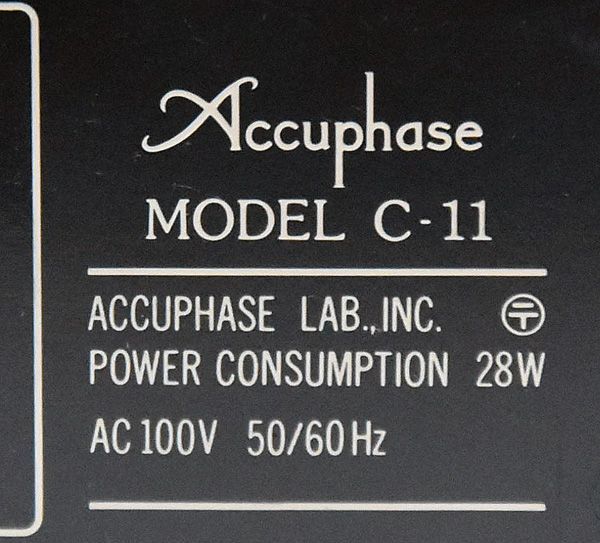 Accuphase
MODEL C-11
ACCUPHASE LAB.,INC. 〒
POWER CONSUMPTION 28W
AC 100V 50/60Hz